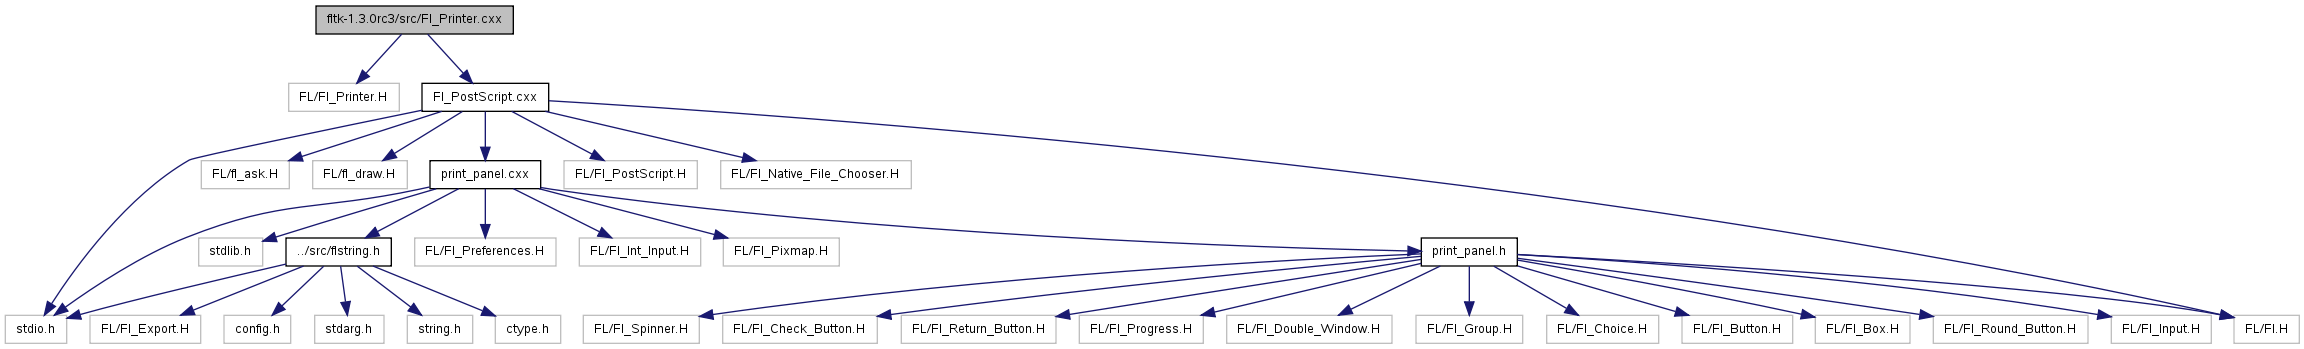 fltk-1.3.0rc3/src/Fl_Printer.cxx
FL/Fl_Printer.H
Fl_PostScript.cxx
FL/fl_ask.H
FL/fl_draw.H
print_panel.cxx
FL/Fl_PostScript.H
FL/Fl_Native_File_Chooser.H
stdlib.h
../src/flstring.h
FL/Fl_Preferences.H
FL/Fl_Int_Input.H
FL/Fl_Pixmap.H
print_panel.h
stdio.h
FL/Fl_Export.H
config.h
stdarg.h
string.h
ctype.h
FL/Fl_Spinner.H
FL/Fl_Check_Button.H
FL/Fl_Return_Button.H
FL/Fl_Progress.H
FL/Fl_Double_Window.H
FL/Fl_Group.H
FL/Fl_Choice.H
FL/Fl_Button.H
FL/Fl_Box.H
FL/Fl_Round_Button.H
FL/Fl_Input.H
FL/Fl.H